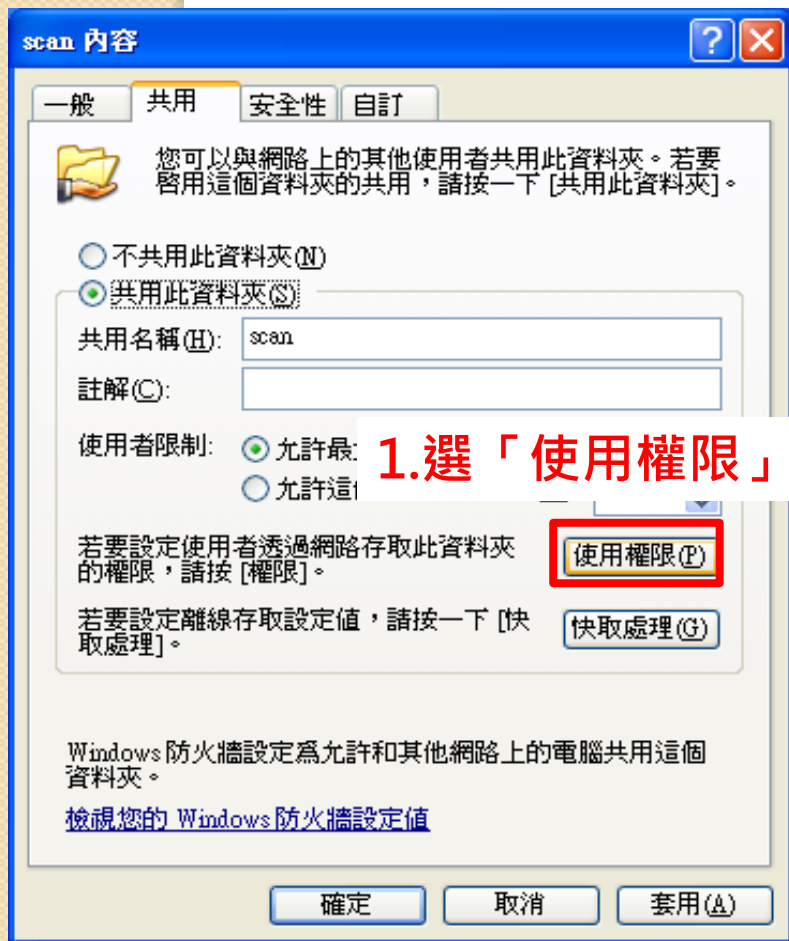 scan 內容
一般 共用 安全性 自訂
您可以與網路上的其他使用者共用此資料夾。若要
啓用這個資料夾的共用，請按一下 [共用此資料夾]。
不共用此資料夾(N)
共用此資料夾(S)
共用名稱(H): scan
註解(C):
使用者限制: 允許最
1.選「使用權限」
允許這
若要設定使用者透過網路存取此資料夾
的權限，請按 [權限]。
使用權限(P)
若要設定離線存取設定值，請按一下 [快
取處理]。
快取處理(G)
Windows 防火牆設定爲允許和其他網路上的電腦共用這個
資料夾。
檢視您的 Windows 防火牆設定值
確定 取消 套用(A)